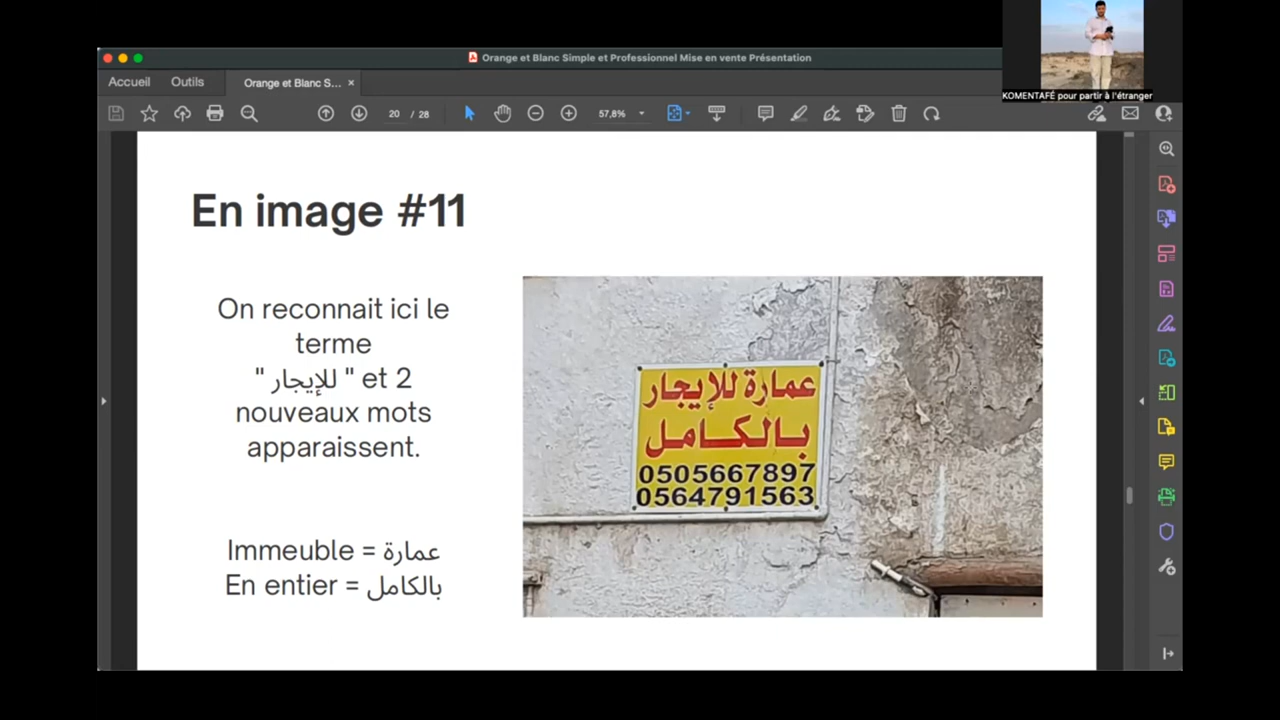 Orange et Blanc Simple et Professionnel Mise en vente Présentation
KOMENTAFÉ pour partir à l'étranger
Accueil Outils Orange et Blanc S... ×
20 / 28 57,8%
En image #11
On reconnait ici le
terme
" للإيجار " et 2
nouveaux mots
apparaissent.
Immeuble = عمارة
En entier = بالكامل
عمارة للإيجار
بالكامل
0505667897
0564791563